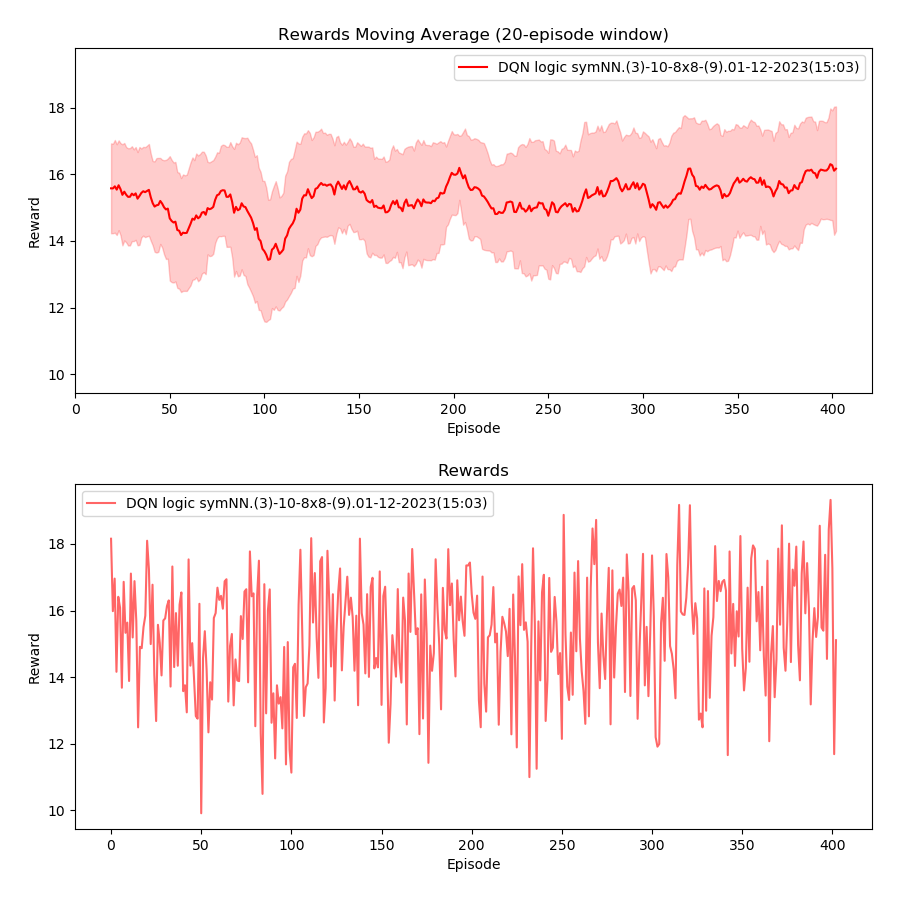 Rewards Moving Average (20-episode window)
DQN logic symNN.(3)-10-8x8-(9).01-12-2023(15:03)
Reward
18
16
14
12
10
0 50 100 150 200 250 300 350 400
Episode
Rewards
DQN logic symNN.(3)-10-8x8-(9).01-12-2023(15:03)
Reward
18
16
14
12
10
0 50 100 150 200 250 300 350 400
Episode